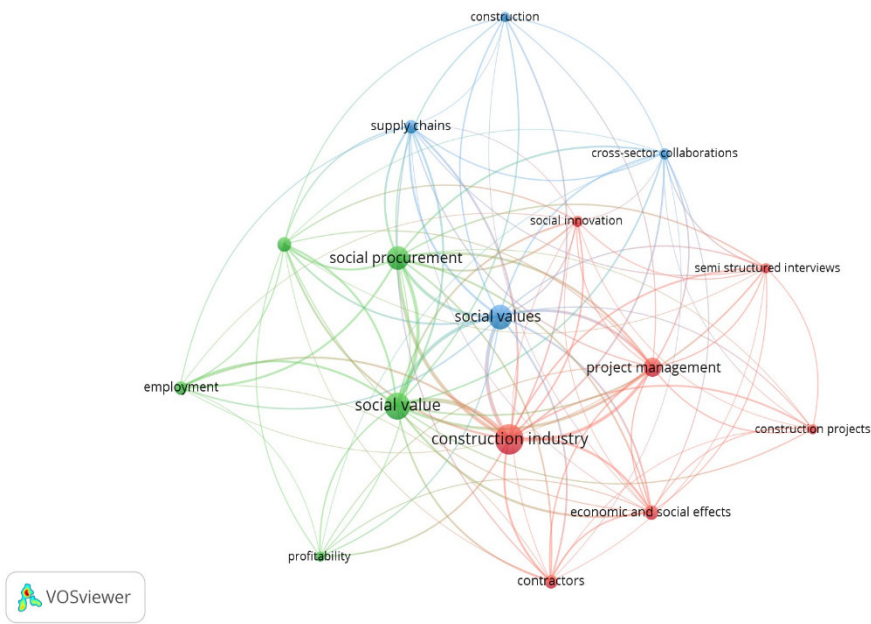 construction
supply chains
cross-sector collaborations
social innovation
social procurement
semi structured interviews
social values
project management
employment
social value
construction projects
construction industry
economic and social effects
profitability
contractors
VOSviewer